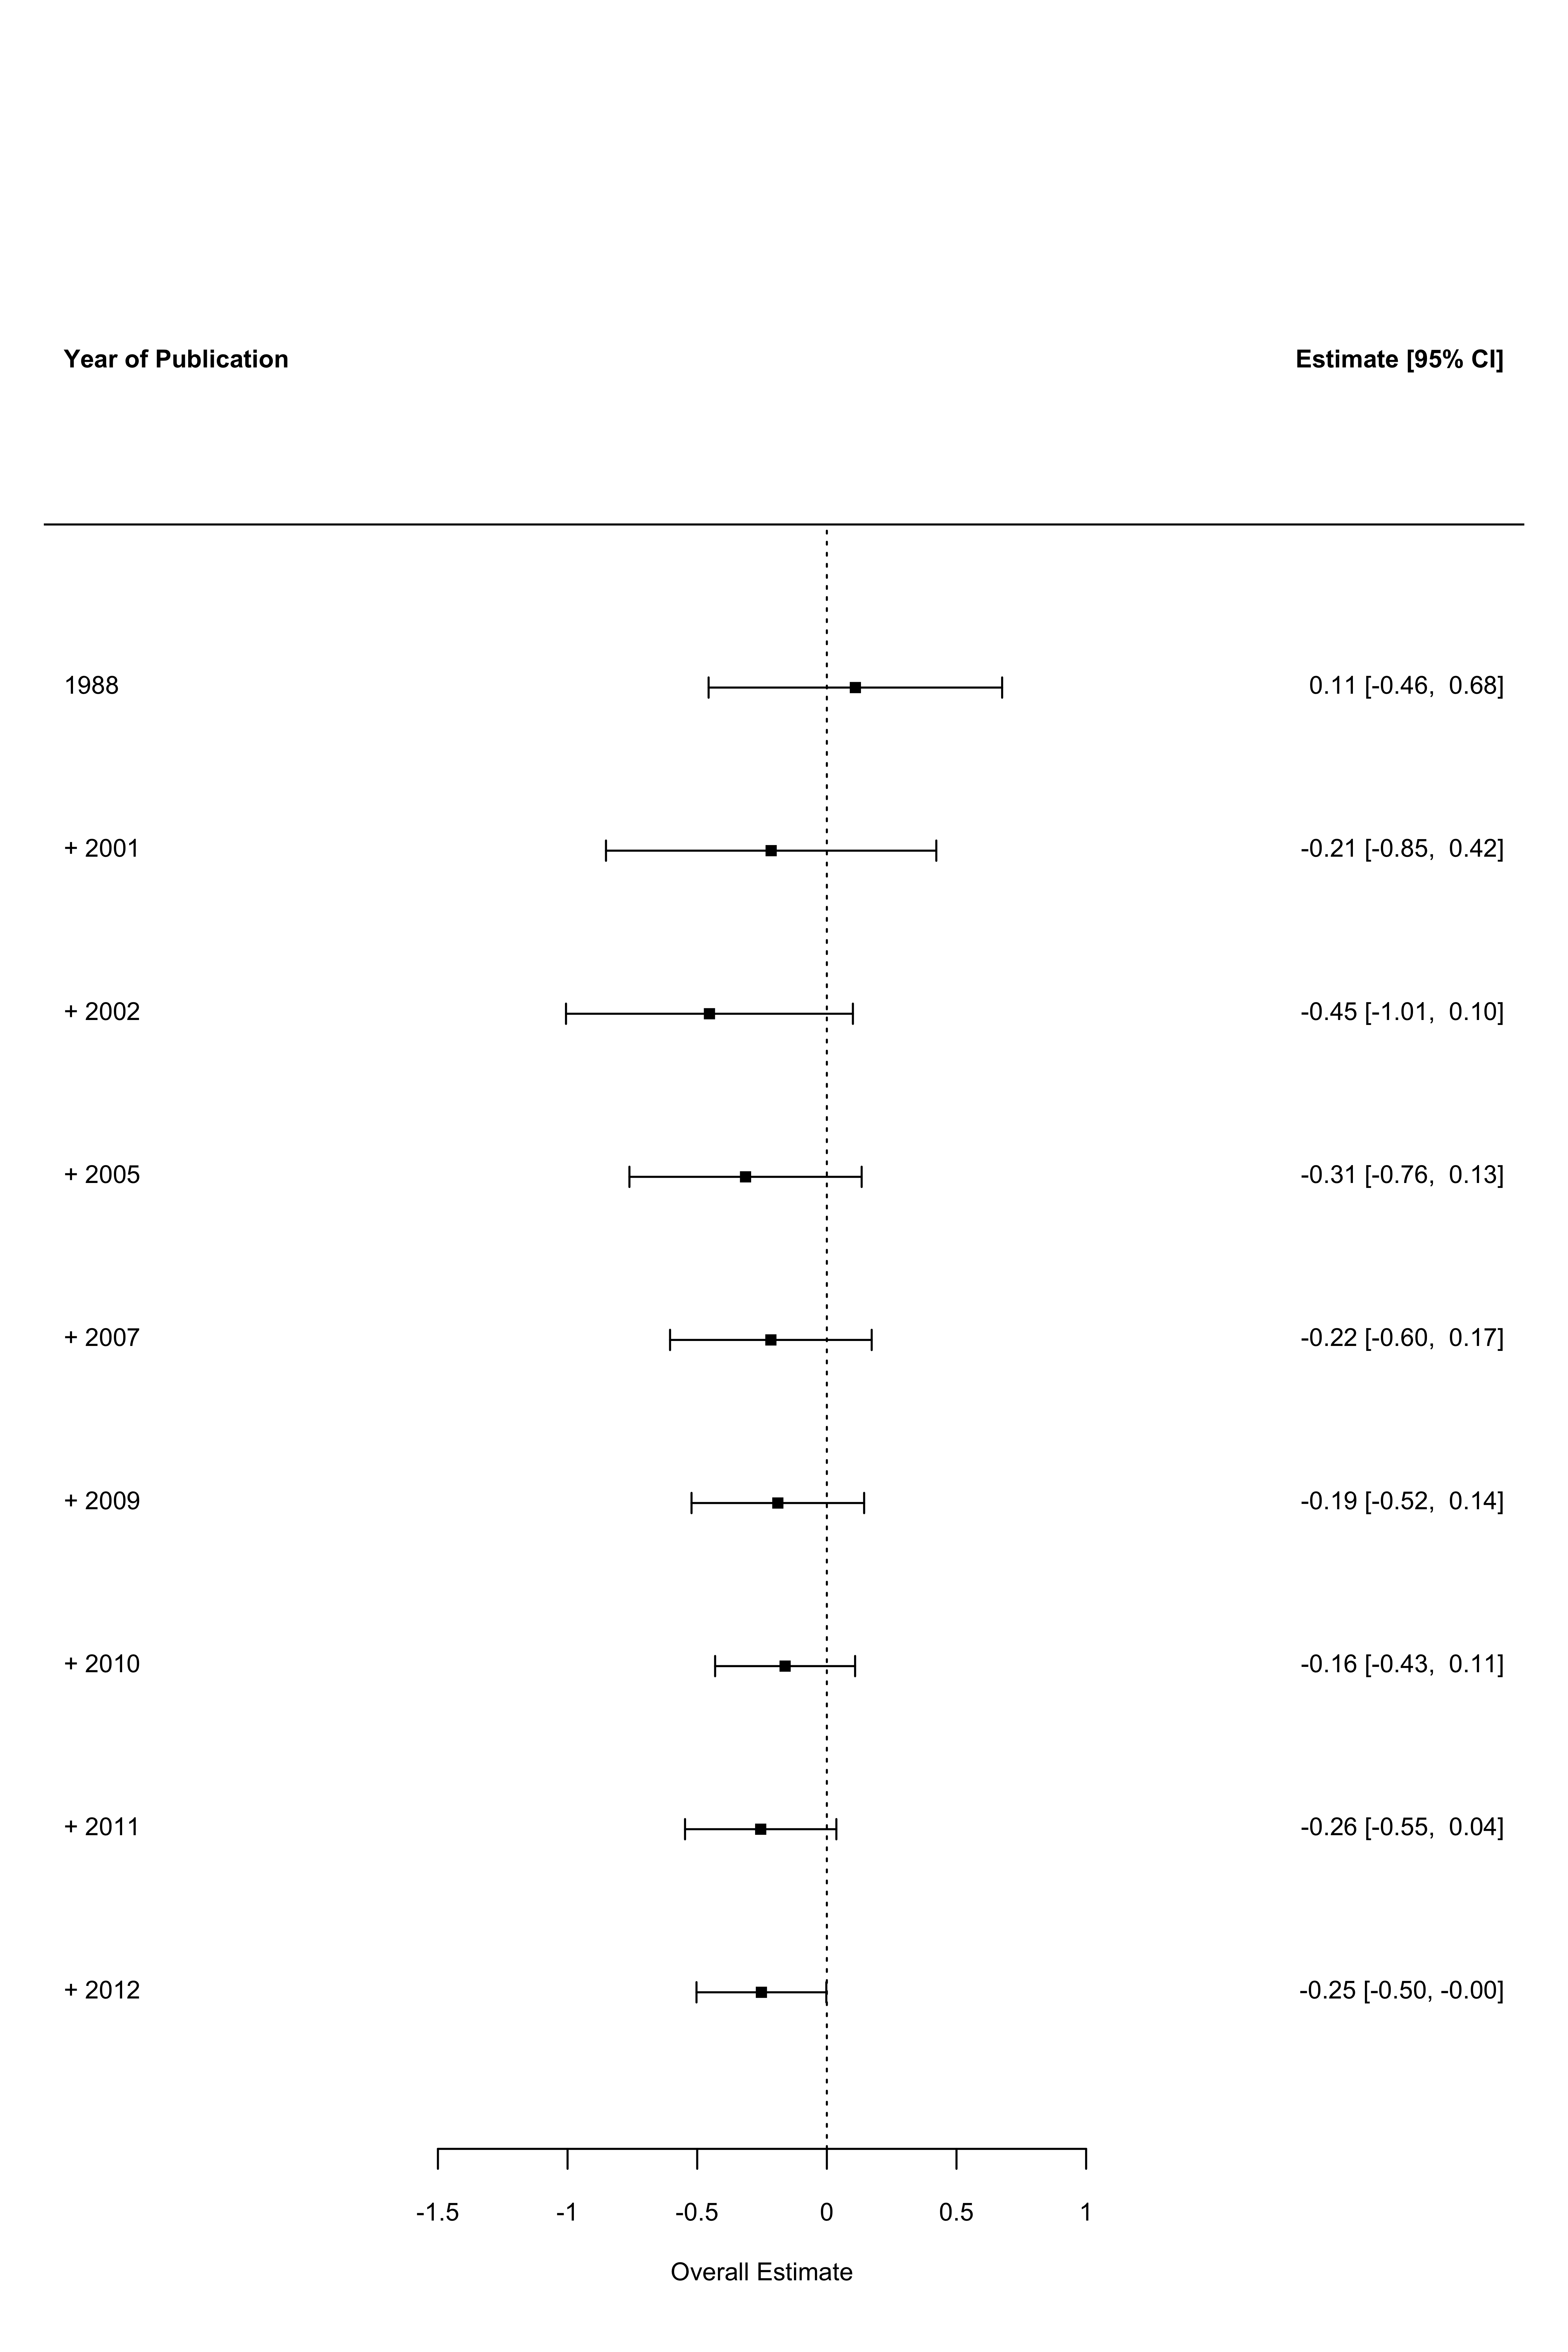 Year of Publication Estimate [95% CI]
1988 0.11 [-0.46, 0.68]
+ 2001 -0.21 [-0.85, 0.42]
+ 2002 -0.45 [-1.01, 0.10]
+ 2005 -0.31 [-0.76, 0.13]
+ 2007 -0.22 [-0.60, 0.17]
+ 2009 -0.19 [-0.52, 0.14]
+ 2010 -0.16 [-0.43, 0.11]
+ 2011 -0.26 [-0.55, 0.04]
+ 2012 -0.25 [-0.50, -0.00]
-1.5 -1 -0.5 0 0.5 1
Overall Estimate